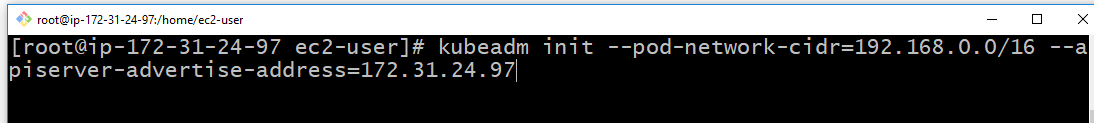 root@ip-172-31-24-97:/home/ec2-user
[root@ip-172-31-24-97 ec2-user]# kubeadm init --pod-network-cidr=192.168.0.0/16 --a
piserver-advertise-address=172.31.24.97